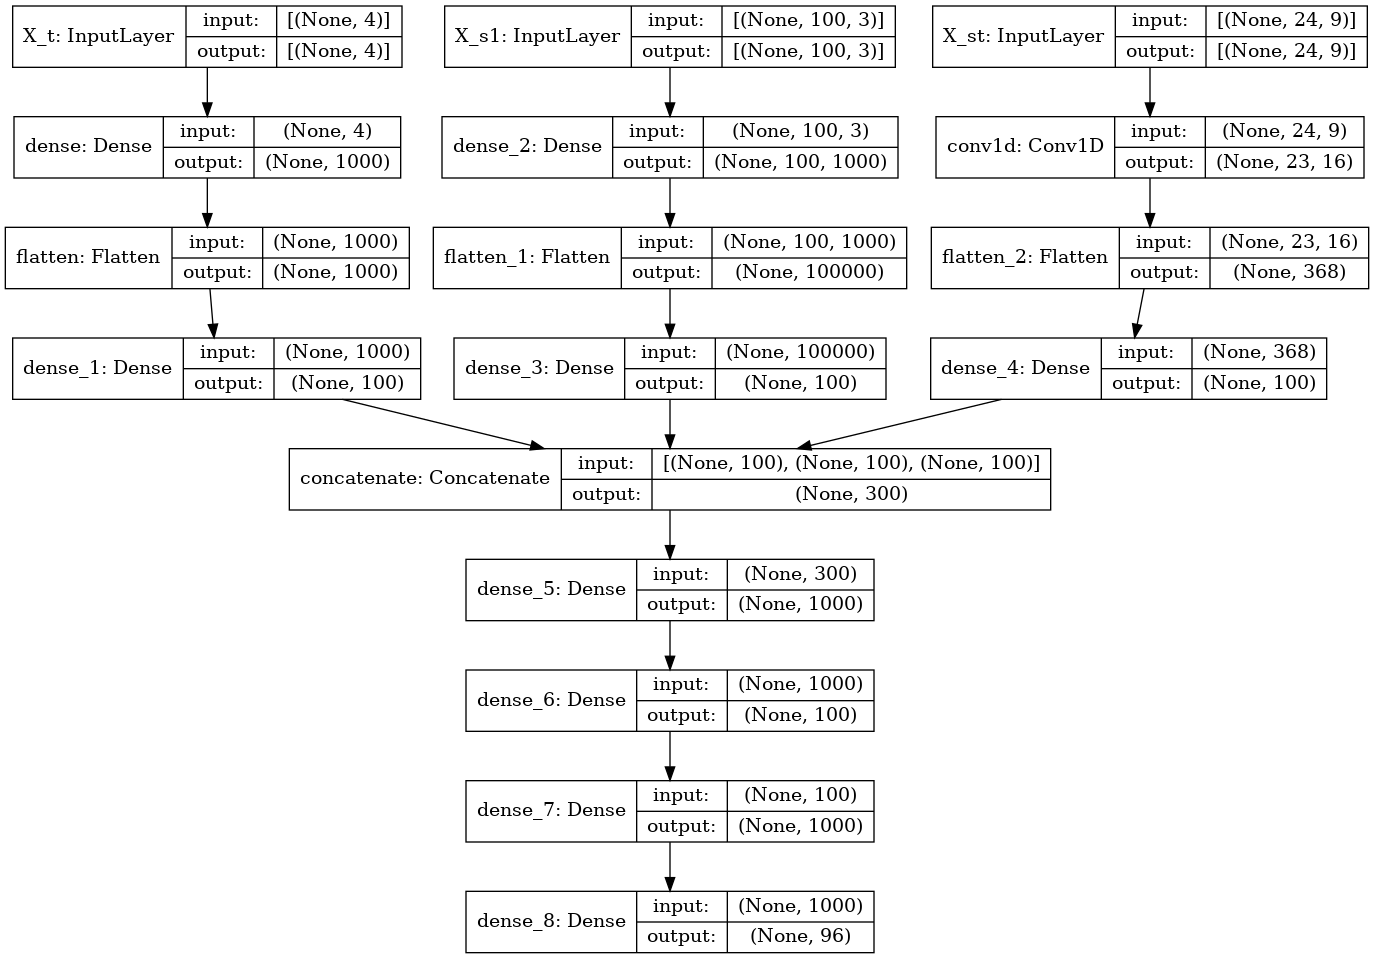 X_t: InputLayer
input:
[(None, 4)]
output:
[(None, 4)]
X_s1: InputLayer
input:
[(None, 100, 3)]
output:
[(None, 100, 3)]
X_st: InputLayer
input:
[(None, 24, 9)]
output:
[(None, 24, 9)]
dense: Dense
input:
(None, 4)
output:
(None, 1000)
dense_2: Dense
input:
(None, 100, 3)
output:
(None, 100, 1000)
conv1d: Conv1D
input:
(None, 24, 9)
output:
(None, 23, 16)
flatten: Flatten
input:
(None, 1000)
output:
(None, 1000)
flatten_1: Flatten
input:
(None, 100, 1000)
output:
(None, 100000)
flatten_2: Flatten
input:
(None, 23, 16)
output:
(None, 368)
dense_1: Dense
input:
(None, 1000)
output:
(None, 100)
dense_3: Dense
input:
(None, 100000)
output:
(None, 100)
dense_4: Dense
input:
(None, 368)
output:
(None, 100)
concatenate: Concatenate
input:
[(None, 100), (None, 100), (None, 100)]
output:
(None, 300)
dense_5: Dense
input:
(None, 300)
output:
(None, 1000)
dense_6: Dense
input:
(None, 1000)
output:
(None, 100)
dense_7: Dense
input:
(None, 100)
output:
(None, 1000)
dense_8: Dense
input:
(None, 1000)
output:
(None, 96)